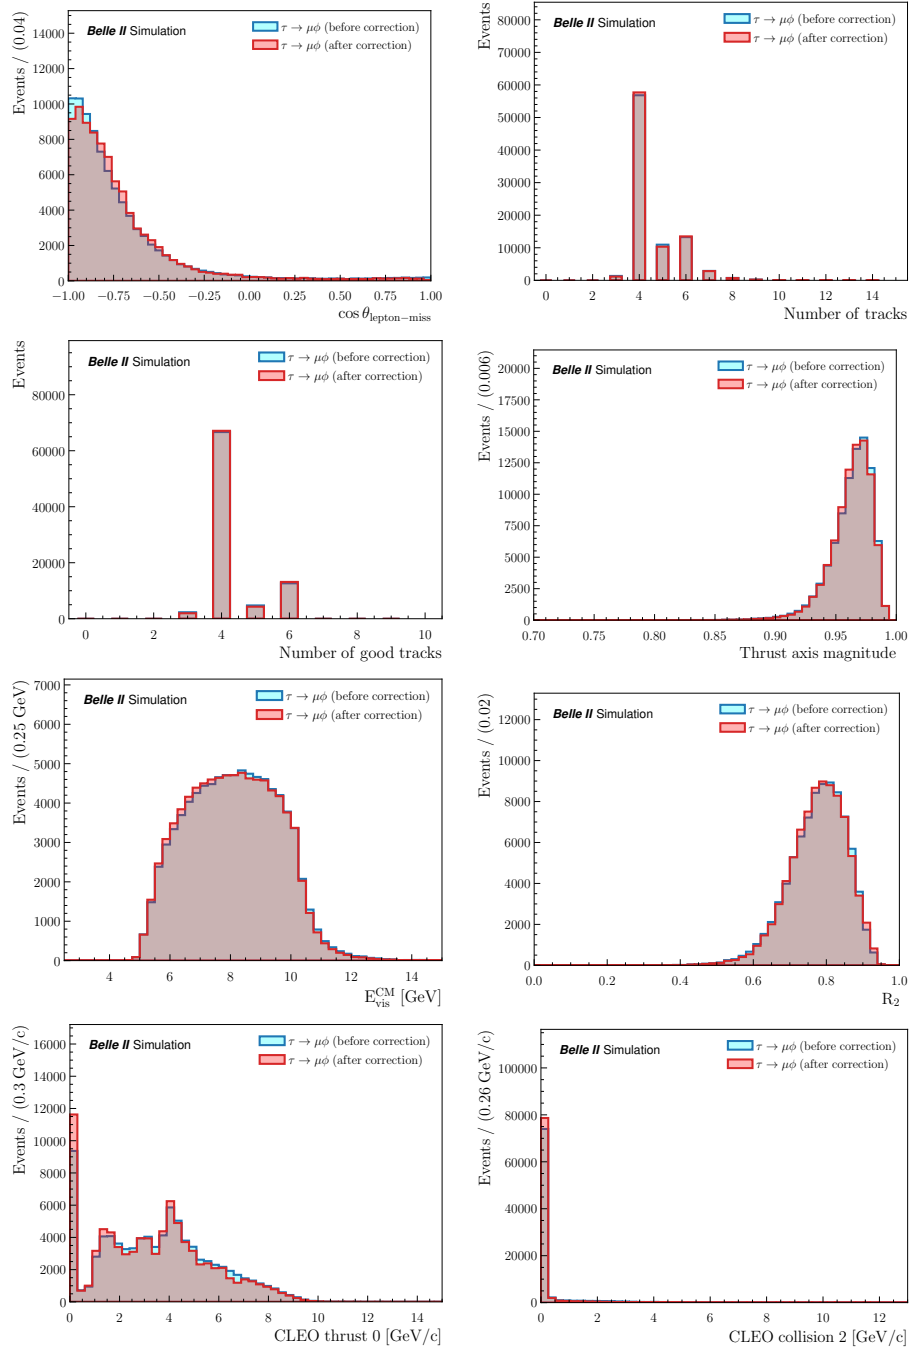 Events / (0.04)
14000
12000
10000
8000
6000
4000
2000
0
Belle II Simulation
τ → μϕ (before correction)
τ → μϕ (after correction)
−1.00 −0.75 −0.50 −0.25 0.00 0.25 0.50 0.75 1.00
cos θlepton−miss
Events
80000
70000
60000
50000
40000
30000
20000
10000
0
Belle II Simulation
τ → μϕ (before correction)
τ → μϕ (after correction)
0 2 4 6 8 10 12 14
Number of tracks
Events
80000
60000
40000
20000
0
Belle II Simulation
τ → μϕ (before correction)
τ → μϕ (after correction)
0 2 4 6 8 10
Number of good tracks
Events / (0.006)
20000
17500
15000
12500
10000
7500
5000
2500
0
Belle II Simulation
τ → μϕ (before correction)
τ → μϕ (after correction)
0.70 0.75 0.80 0.85 0.90 0.95 1.00
Thrust axis magnitude
Events / (0.25 GeV)
7000
6000
5000
4000
3000
2000
1000
0
Belle II Simulation
τ → μϕ (before correction)
τ → μϕ (after correction)
4 6 8 10 12 14
E^CM_vis [GeV]
Events / (0.02)
12000
10000
8000
6000
4000
2000
0
Belle II Simulation
τ → μϕ (before correction)
τ → μϕ (after correction)
0.0 0.2 0.4 0.6 0.8 1.0
R2
Events / (0.3 GeV/c)
16000
14000
12000
10000
8000
6000
4000
2000
0
Belle II Simulation
τ → μϕ (before correction)
τ → μϕ (after correction)
0 2 4 6 8 10 12 14
CLEO thrust 0 [GeV/c]
Events / (0.26 GeV/c)
100000
80000
60000
40000
20000
0
Belle II Simulation
τ → μϕ (before correction)
τ → μϕ (after correction)
0 2 4 6 8 10 12
CLEO collision 2 [GeV/c]